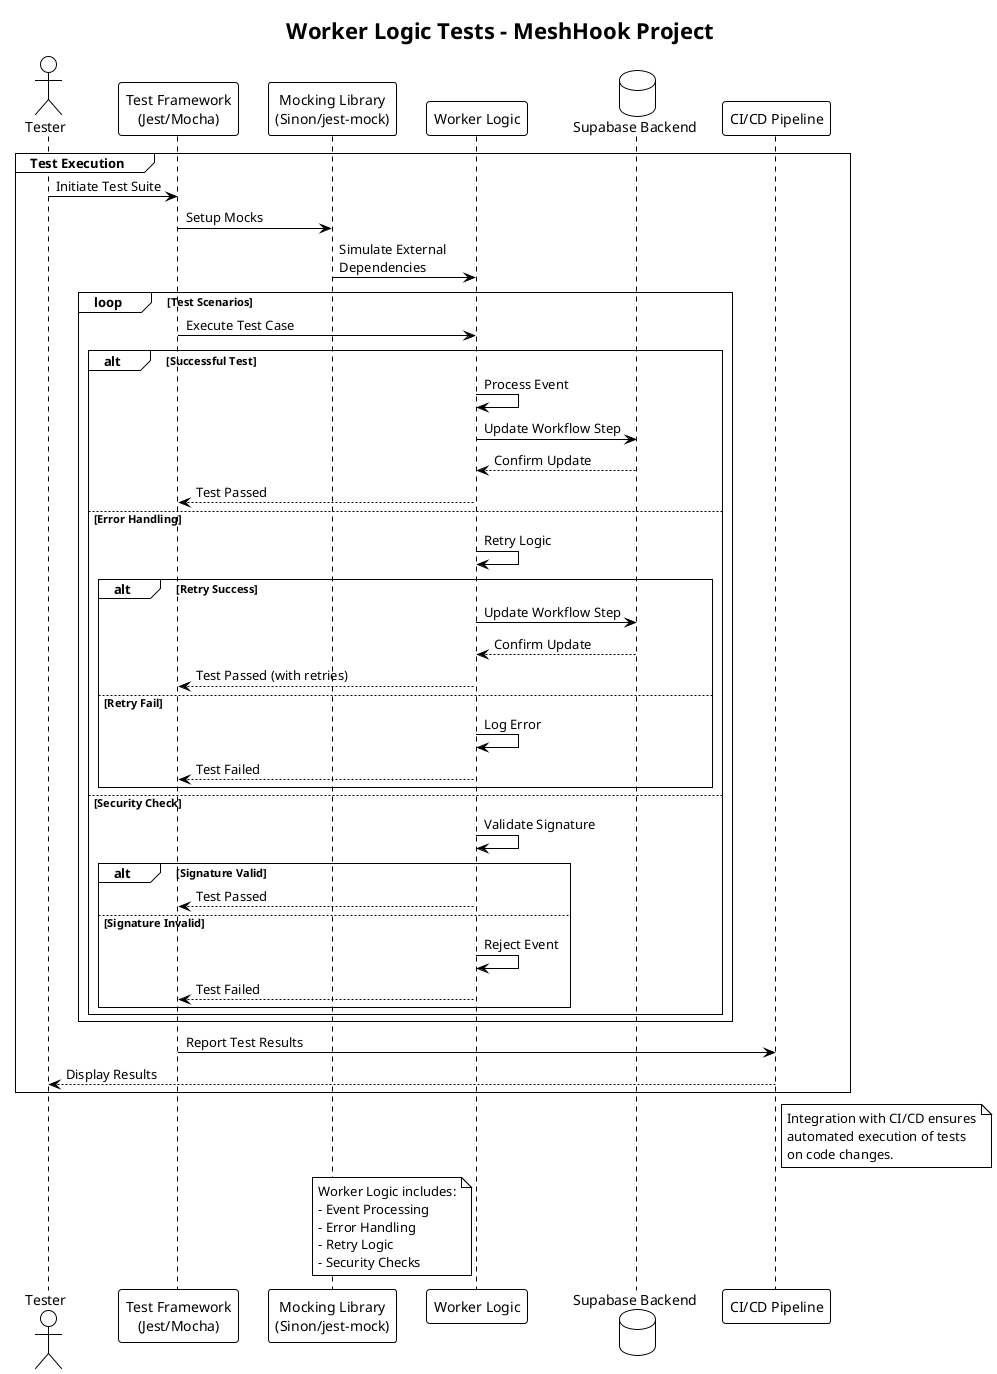 Worker Logic Tests - MeshHook Project
Tester
Test Framework
(Jest/Mocha)
Mocking Library
(Sinon/jest-mock)
Worker Logic
Supabase Backend
CI/CD Pipeline
Test Execution
Initiate Test Suite
Setup Mocks
Simulate External
Dependencies
loop [Test Scenarios]
Execute Test Case
alt [Successful Test]
Process Event
Update Workflow Step
Confirm Update
Test Passed
[Error Handling]
Retry Logic
alt [Retry Success]
Update Workflow Step
Confirm Update
Test Passed (with retries)
[Retry Fail]
Log Error
Test Failed
[Security Check]
Validate Signature
alt [Signature Valid]
Test Passed
[Signature Invalid]
Reject Event
Test Failed
Report Test Results
Display Results
Integration with CI/CD ensures
automated execution of tests
on code changes.
Worker Logic includes:
- Event Processing
- Error Handling
- Retry Logic
- Security Checks
Tester
Test Framework
(Jest/Mocha)
Mocking Library
(Sinon/jest-mock)
Worker Logic
Supabase Backend
CI/CD Pipeline